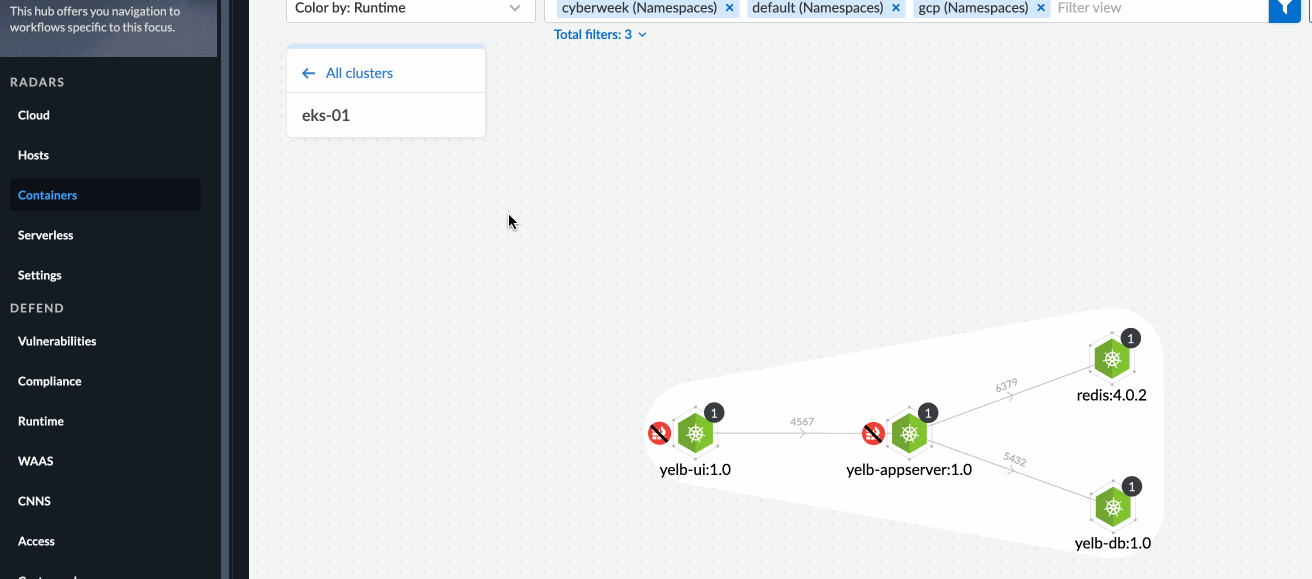 This hub offers you navigation to
workflows specific to this focus.
RADARS
Cloud
Hosts
Containers
Serverless
Settings
DEFEND
Vulnerabilities
Compliance
Runtime
WAAS
CNNS
Access
Color by: Runtime
cyberweek (Namespaces) × default (Namespaces) × gcp (Namespaces) × Filter view
Total filters: 3
← All clusters
eks-01
1
redis:4.0.2
6379
1
yelb-ui:1.0
4567
1
yelb-appserver:1.0
5432
1
yelb-db:1.0